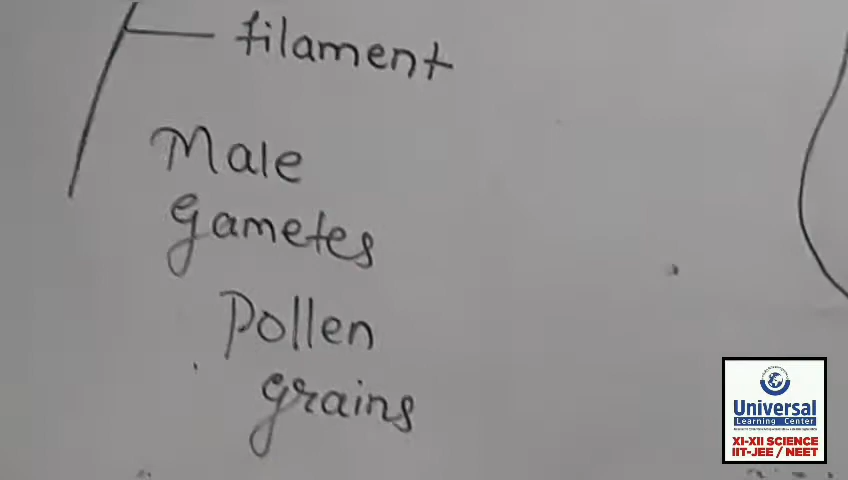 filament
Male
gametes
Pollen
grains
Universal
Learning Center
XI-XII SCIENCE
IIT-JEE / NEET